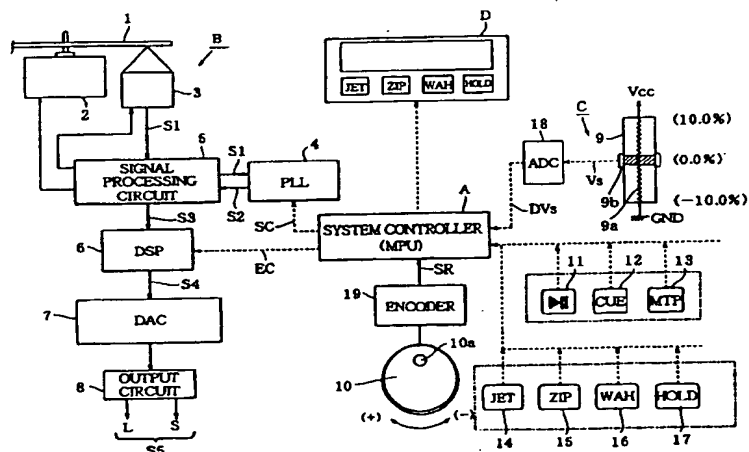 1
B
D
2
3
S1
JET ZIP WAH HOLD
C
9
Vcc
(10.0%)
18
ADC
Vs
(0.0%)
9b
9a
(-10.0%)
GND
5
SIGNAL
PROCESSING
CIRCUIT
S1
S2
4
PLL
DVs
S3
SC
A
SYSTEM CONTROLLER
(MPU)
6
DSP
EC
S4
SR
11 12 13
CUE MTP
19
ENCODER
7
DAC
10a
10
8
OUTPUT
CIRCUIT
L S
S5
(+) (-)
JET ZIP WAH HOLD
14 15 16 17